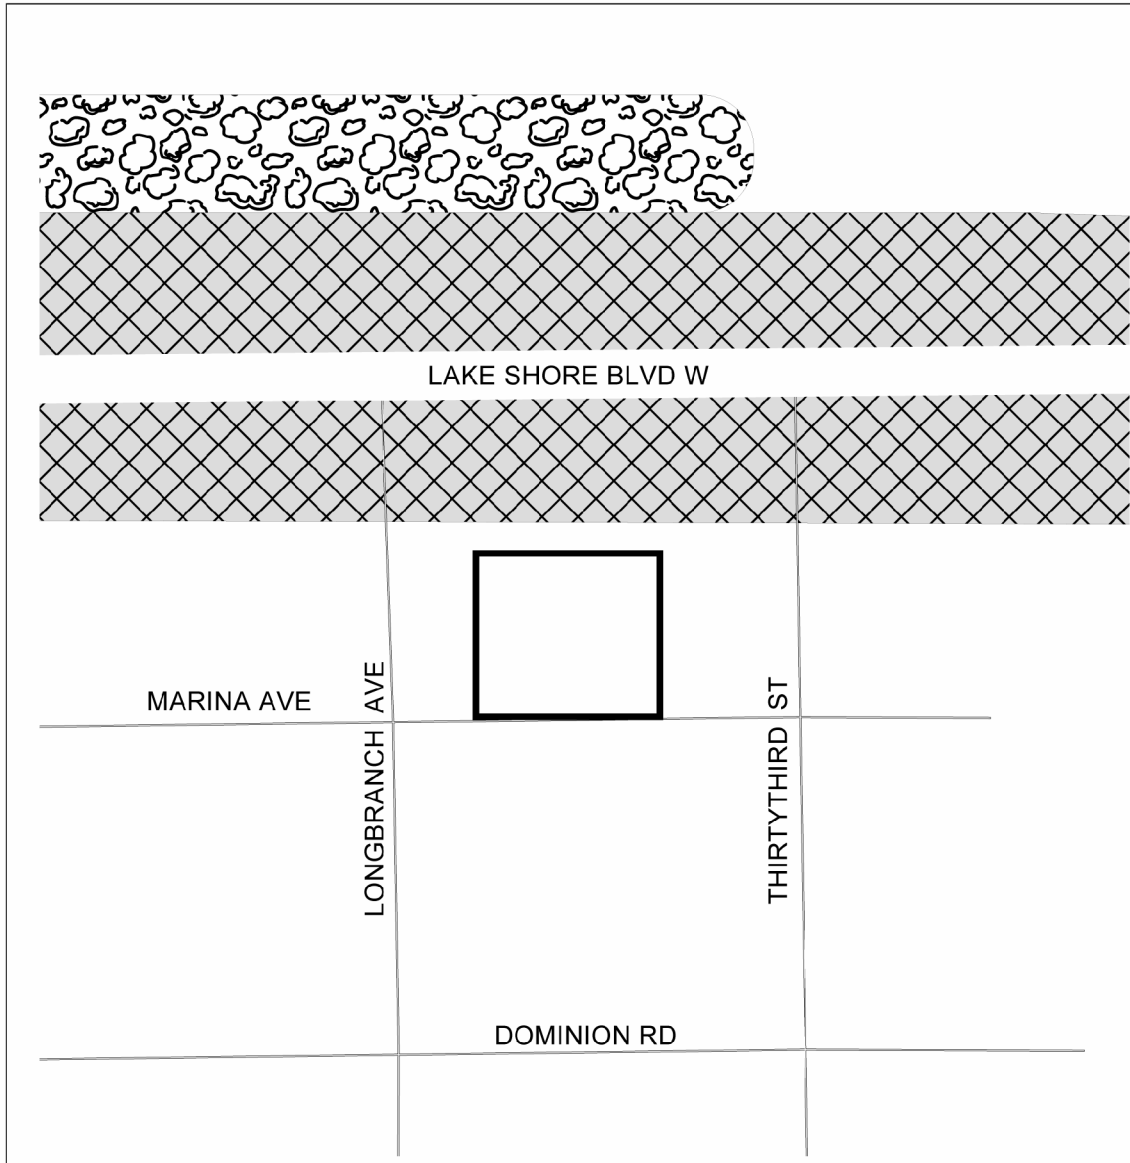 LAKE SHORE BLVD W
MARINA AVE
LONGBRANCH AVE
THIRTYTHIRD ST
DOMINION RD